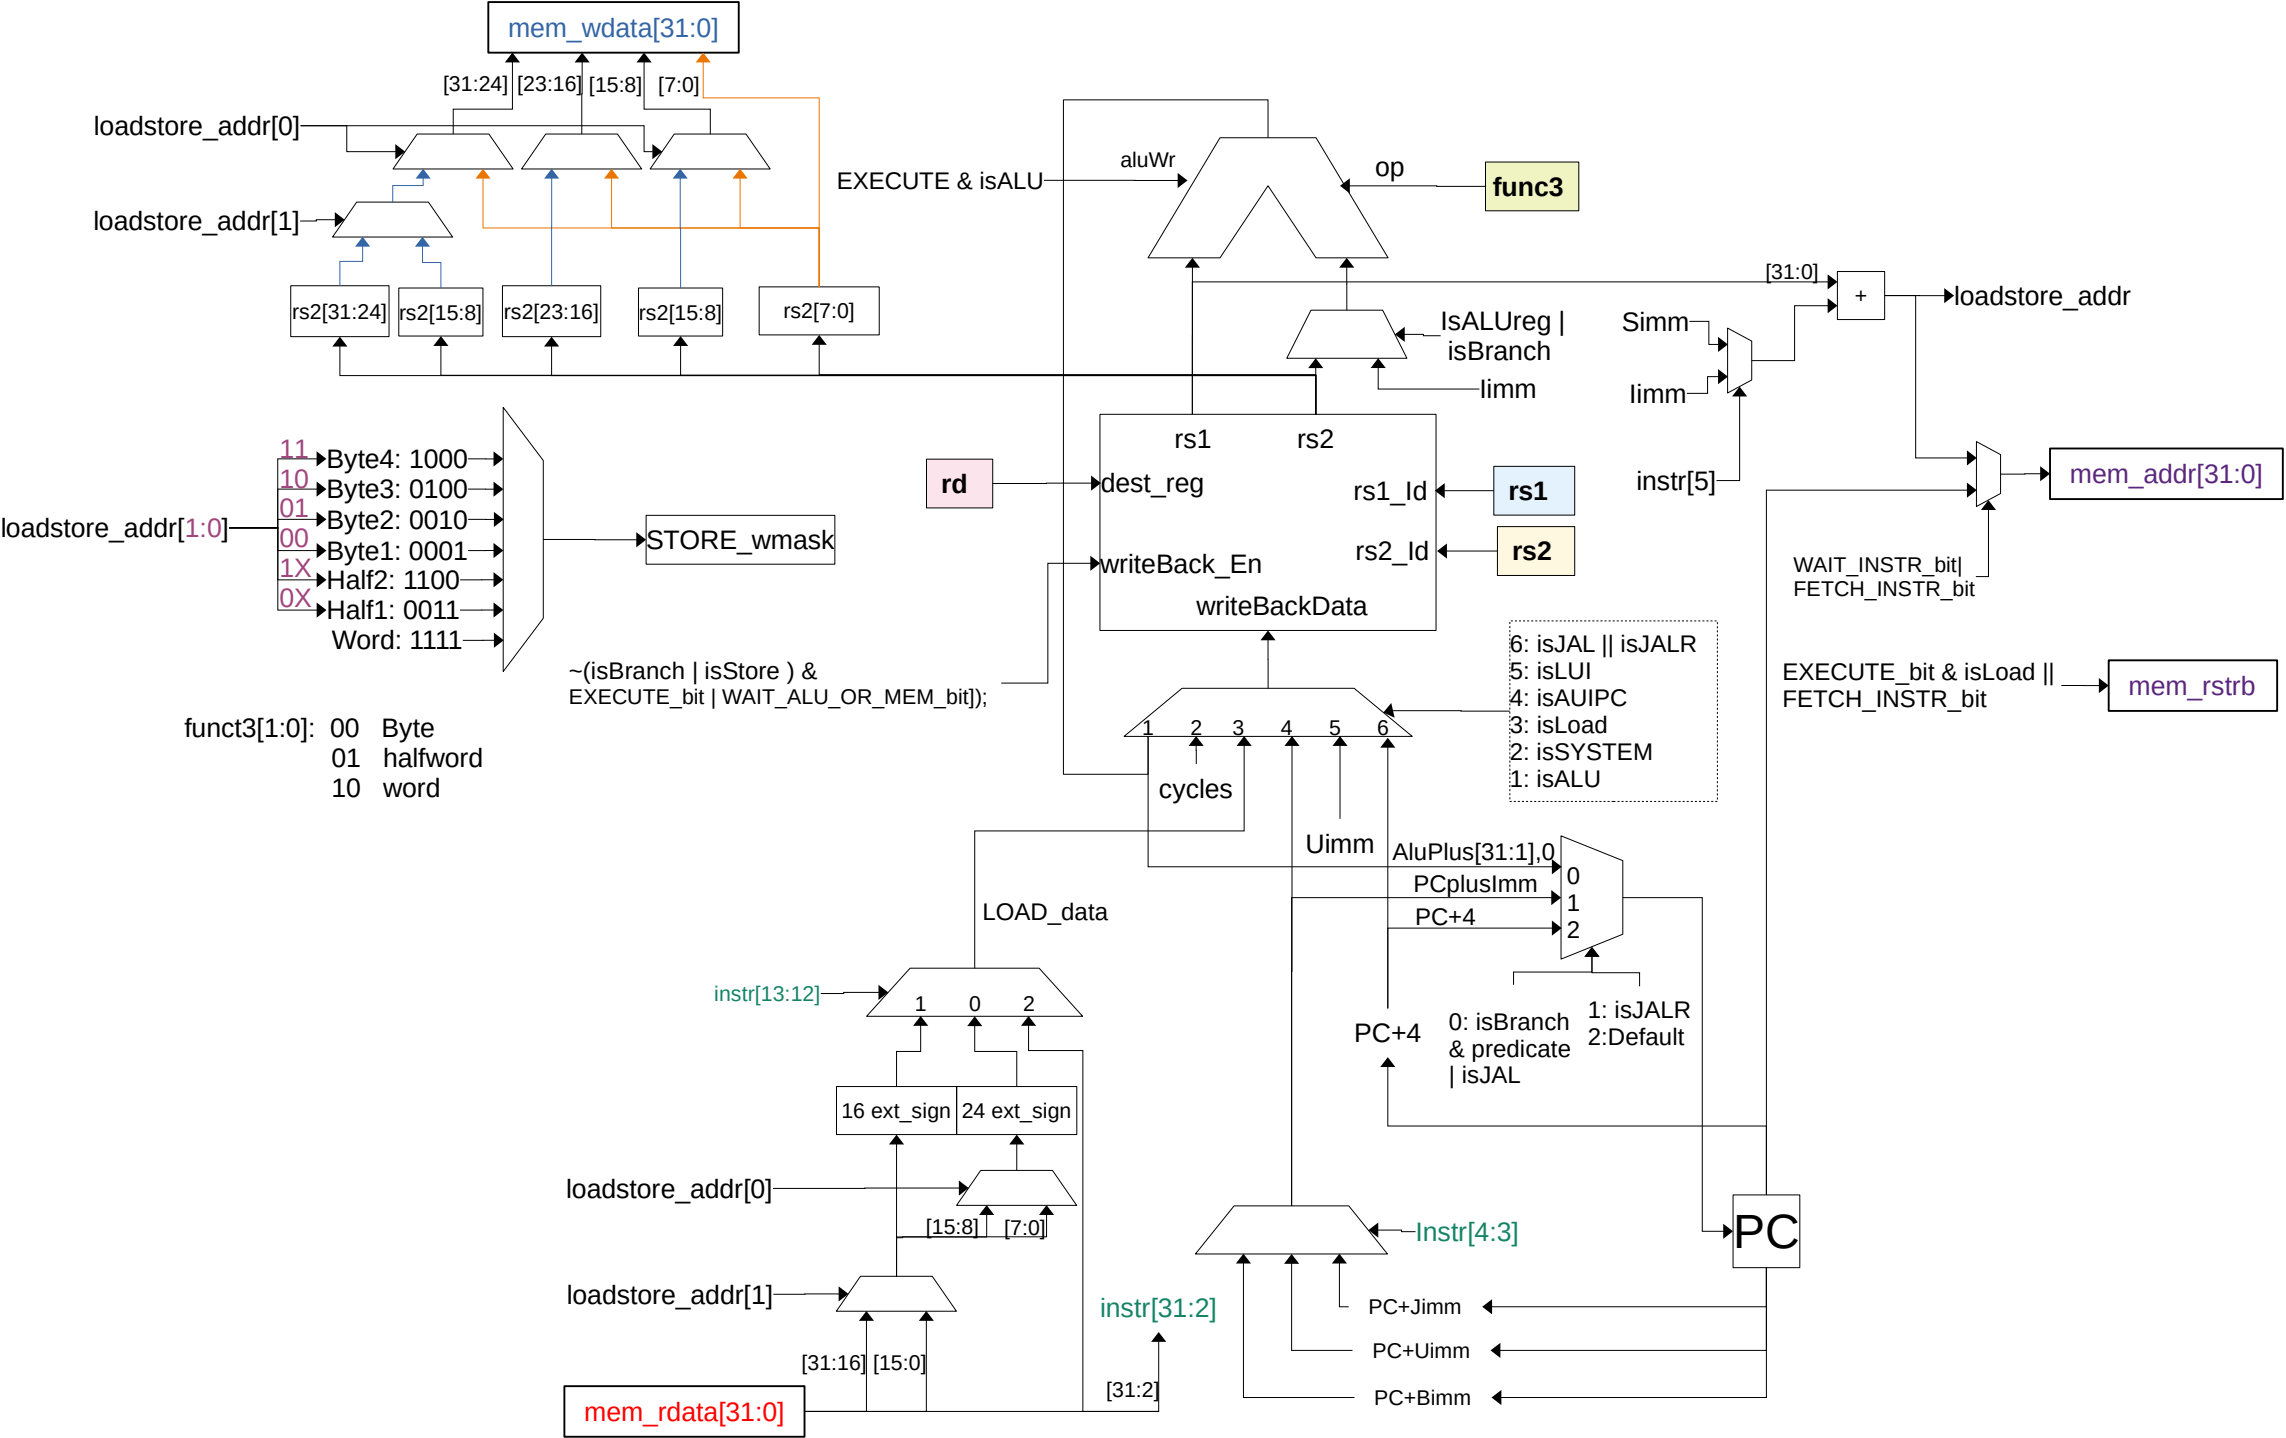 mem_wdata[31:0]
[31:24]
[23:16]
[15:8]
[7:0]
loadstore_addr[0]
loadstore_addr[1]
rs2[31:24]
rs2[15:8]
rs2[23:16]
rs2[15:8]
rs2[7:0]
EXECUTE & isALU
aluWr
op
func3
[31:0]
+
loadstore_addr
IsALUreg |
isBranch
Iimm
Simm
Iimm
instr[5]
mem_addr[31:0]
WAIT_INSTR_bit|
FETCH_INSTR_bit
EXECUTE_bit & isLoad ||
FETCH_INSTR_bit
mem_rstrb
loadstore_addr[1:0]
11
Byte4: 1000
10
Byte3: 0100
01
Byte2: 0010
00
Byte1: 0001
1X
Half2: 1100
0X
Half1: 0011
Word: 1111
STORE_wmask
funct3[1:0]: 00 Byte
01 halfword
10 word
rd
rs1
rs2
dest_reg
rs1_Id
rs1
rs2_Id
rs2
writeBack_En
writeBackData
~(isBranch | isStore ) &
EXECUTE_bit | WAIT_ALU_OR_MEM_bit]);
6: isJAL || isJALR
5: isLUI
4: isAUIPC
3: isLoad
2: isSYSTEM
1: isALU
1 2 3 4 5 6
cycles
Uimm
AluPlus[31:1],0
PCplusImm
PC+4
0
1
2
LOAD_data
instr[13:12]
1 0 2
PC+4
0: isBranch
& predicate
| isJAL
1: isJALR
2:Default
16 ext_sign
24 ext_sign
loadstore_addr[0]
[15:8]
[7:0]
loadstore_addr[1]
[31:16]
[15:0]
mem_rdata[31:0]
instr[31:2]
[31:2]
Instr[4:3]
PC
PC+Jimm
PC+Uimm
PC+Bimm